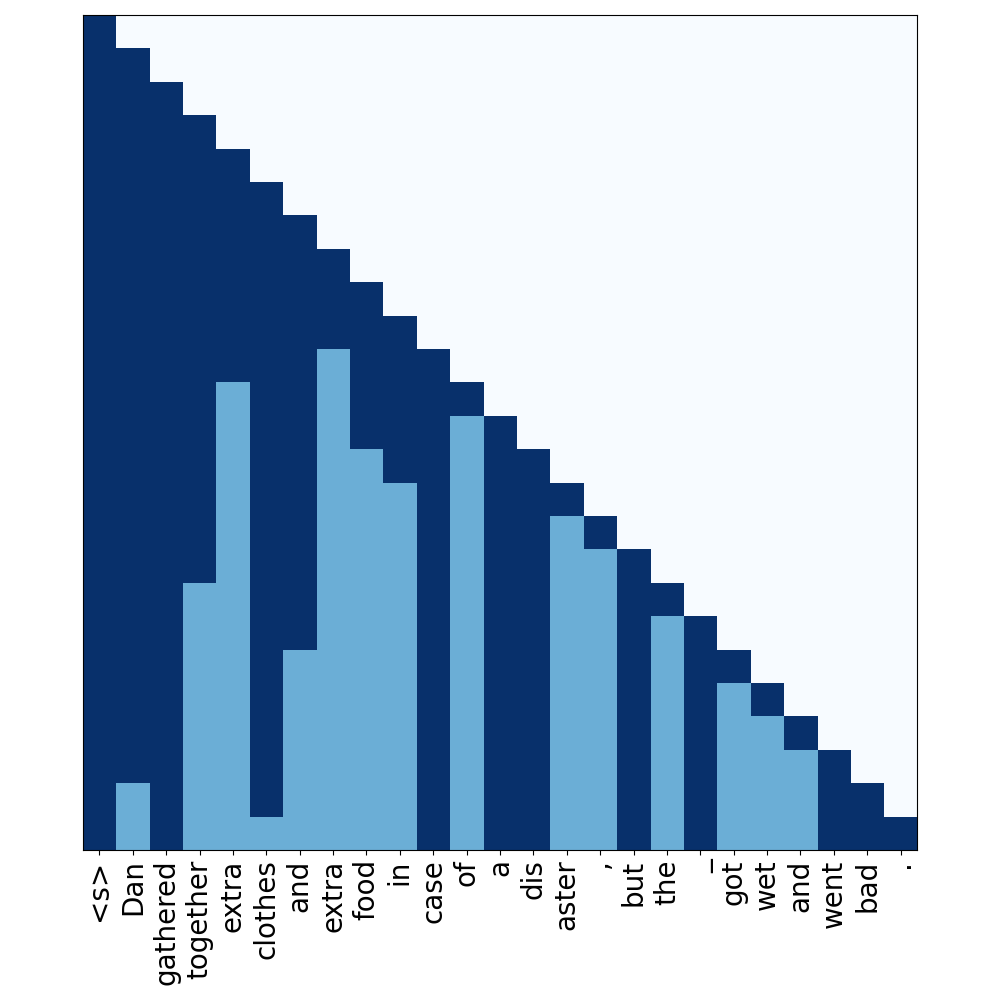 <s> Dan gathered together extra clothes and extra food in case of a dis aster , but the _ got wet and went bad .